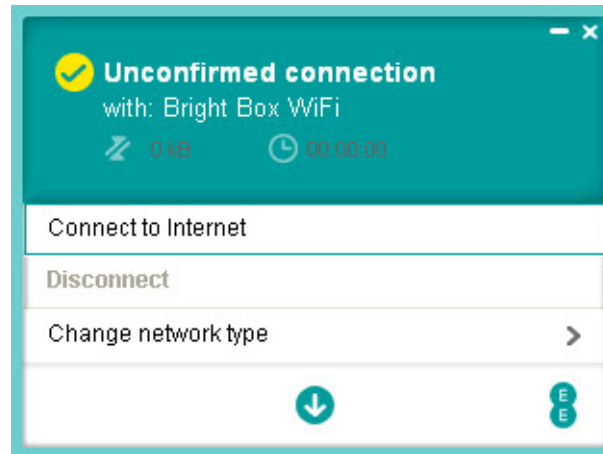 Unconfirmed connection
with: Bright Box WiFi
0 kB 00:00:00
Connect to Internet
Disconnect
Change network type
E
E